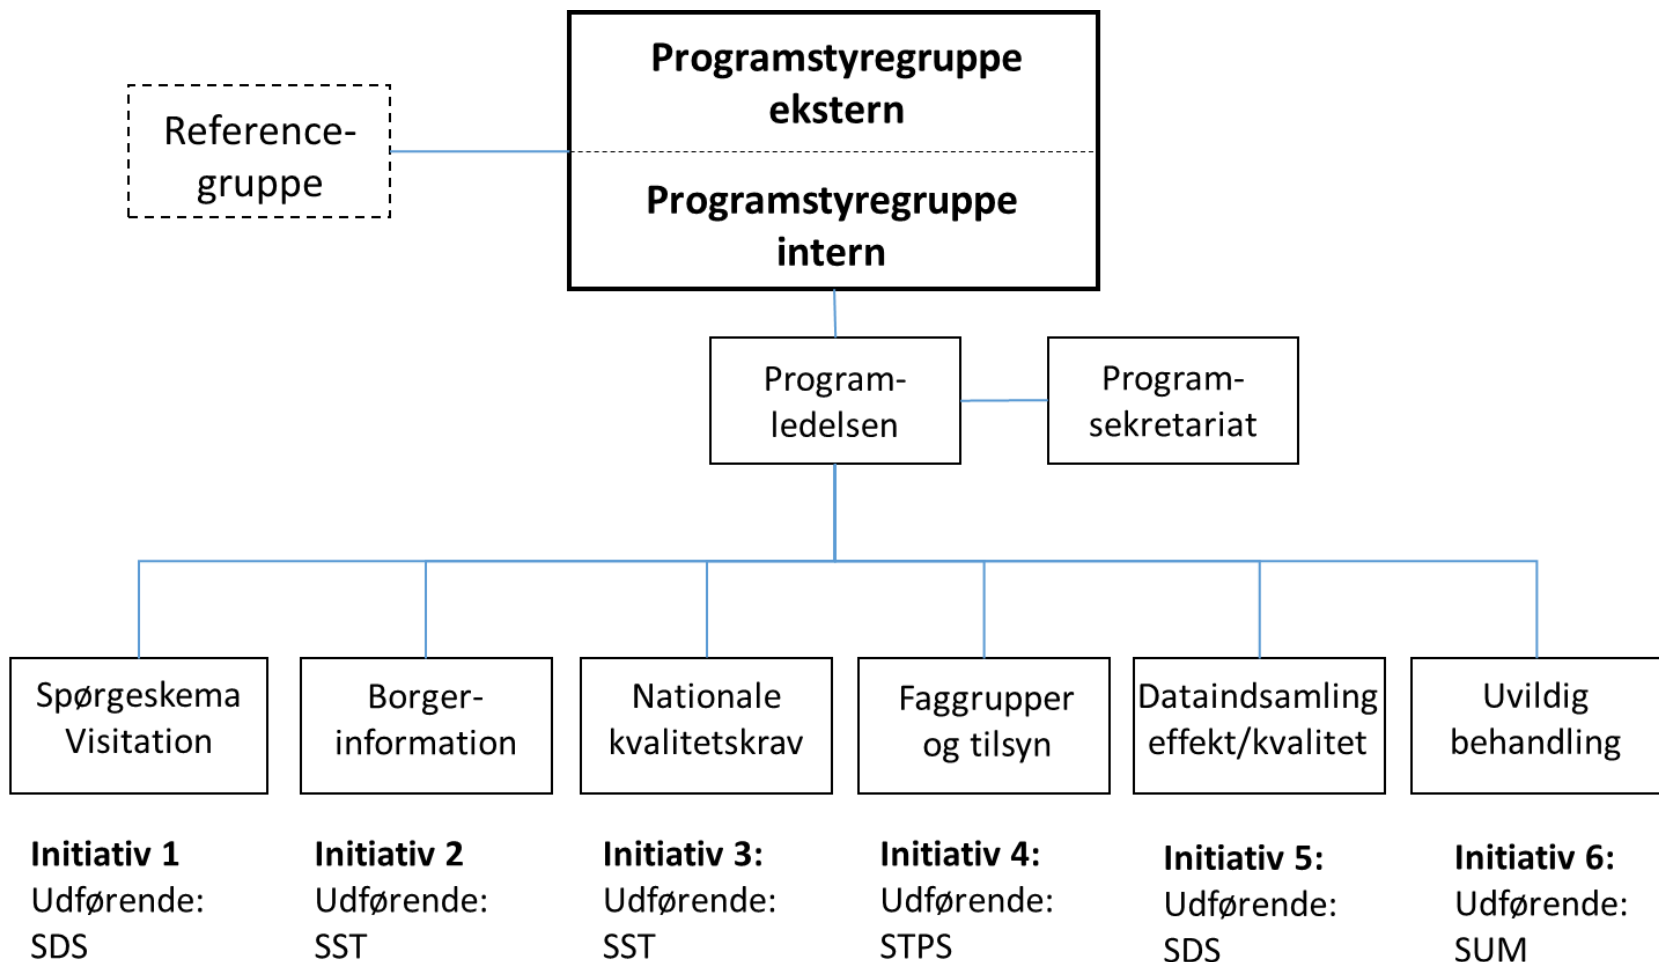 Programstyregruppe
ekstern
Reference-
gruppe
Programstyregruppe
intern
Program-
ledelsen
Program-
sekretariat
Spørgeskema
Visitation
Borger-
information
Nationale
kvalitetskrav
Faggrupper
og tilsyn
Dataindsamling
effekt/kvalitet
Uvildig
behandling
Initiativ 1
Udførende:
SDS
Initiativ 2
Udførende:
SST
Initiativ 3:
Udførende:
SST
Initiativ 4:
Udførende:
STPS
Initiativ 5:
Udførende:
SDS
Initiativ 6:
Udførende:
SUM